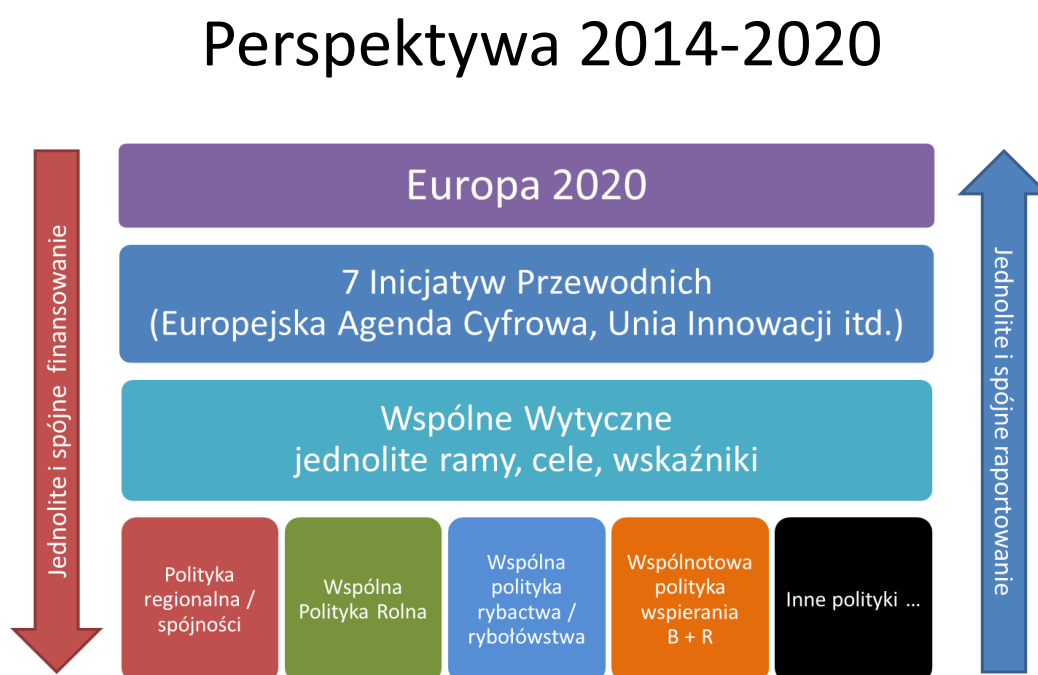 Perspektywa 2014-2020
Jednolite i spójne finansowanie
Europa 2020
7 Inicjatyw Przewodnich
(Europejska Agenda Cyfrowa, Unia Innowacji itd.)
Wspólne Wytyczne
jednolite ramy, cele, wskaźniki
Polityka
regionalna /
spójności
Wspólna
Polityka Rolna
Wspólna
polityka
rybactwa /
rybołówstwa
Wspólnotowa
polityka
wspierania
B + R
Inne polityki ...
Jednolite i spójne raportowanie